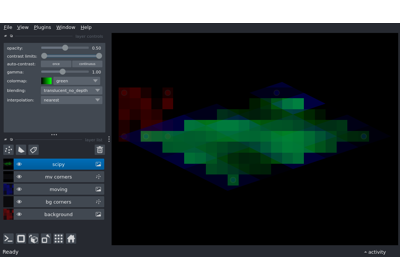 File View Plugins Window Help
opacity: 0.50
contrast limits:
auto-contrast: once continuous
gamma: 1.00
colormap: green
blending: translucent_no_depth
interpolation: nearest
scipy
mv corners
moving
bg corners
background
Ready
activity